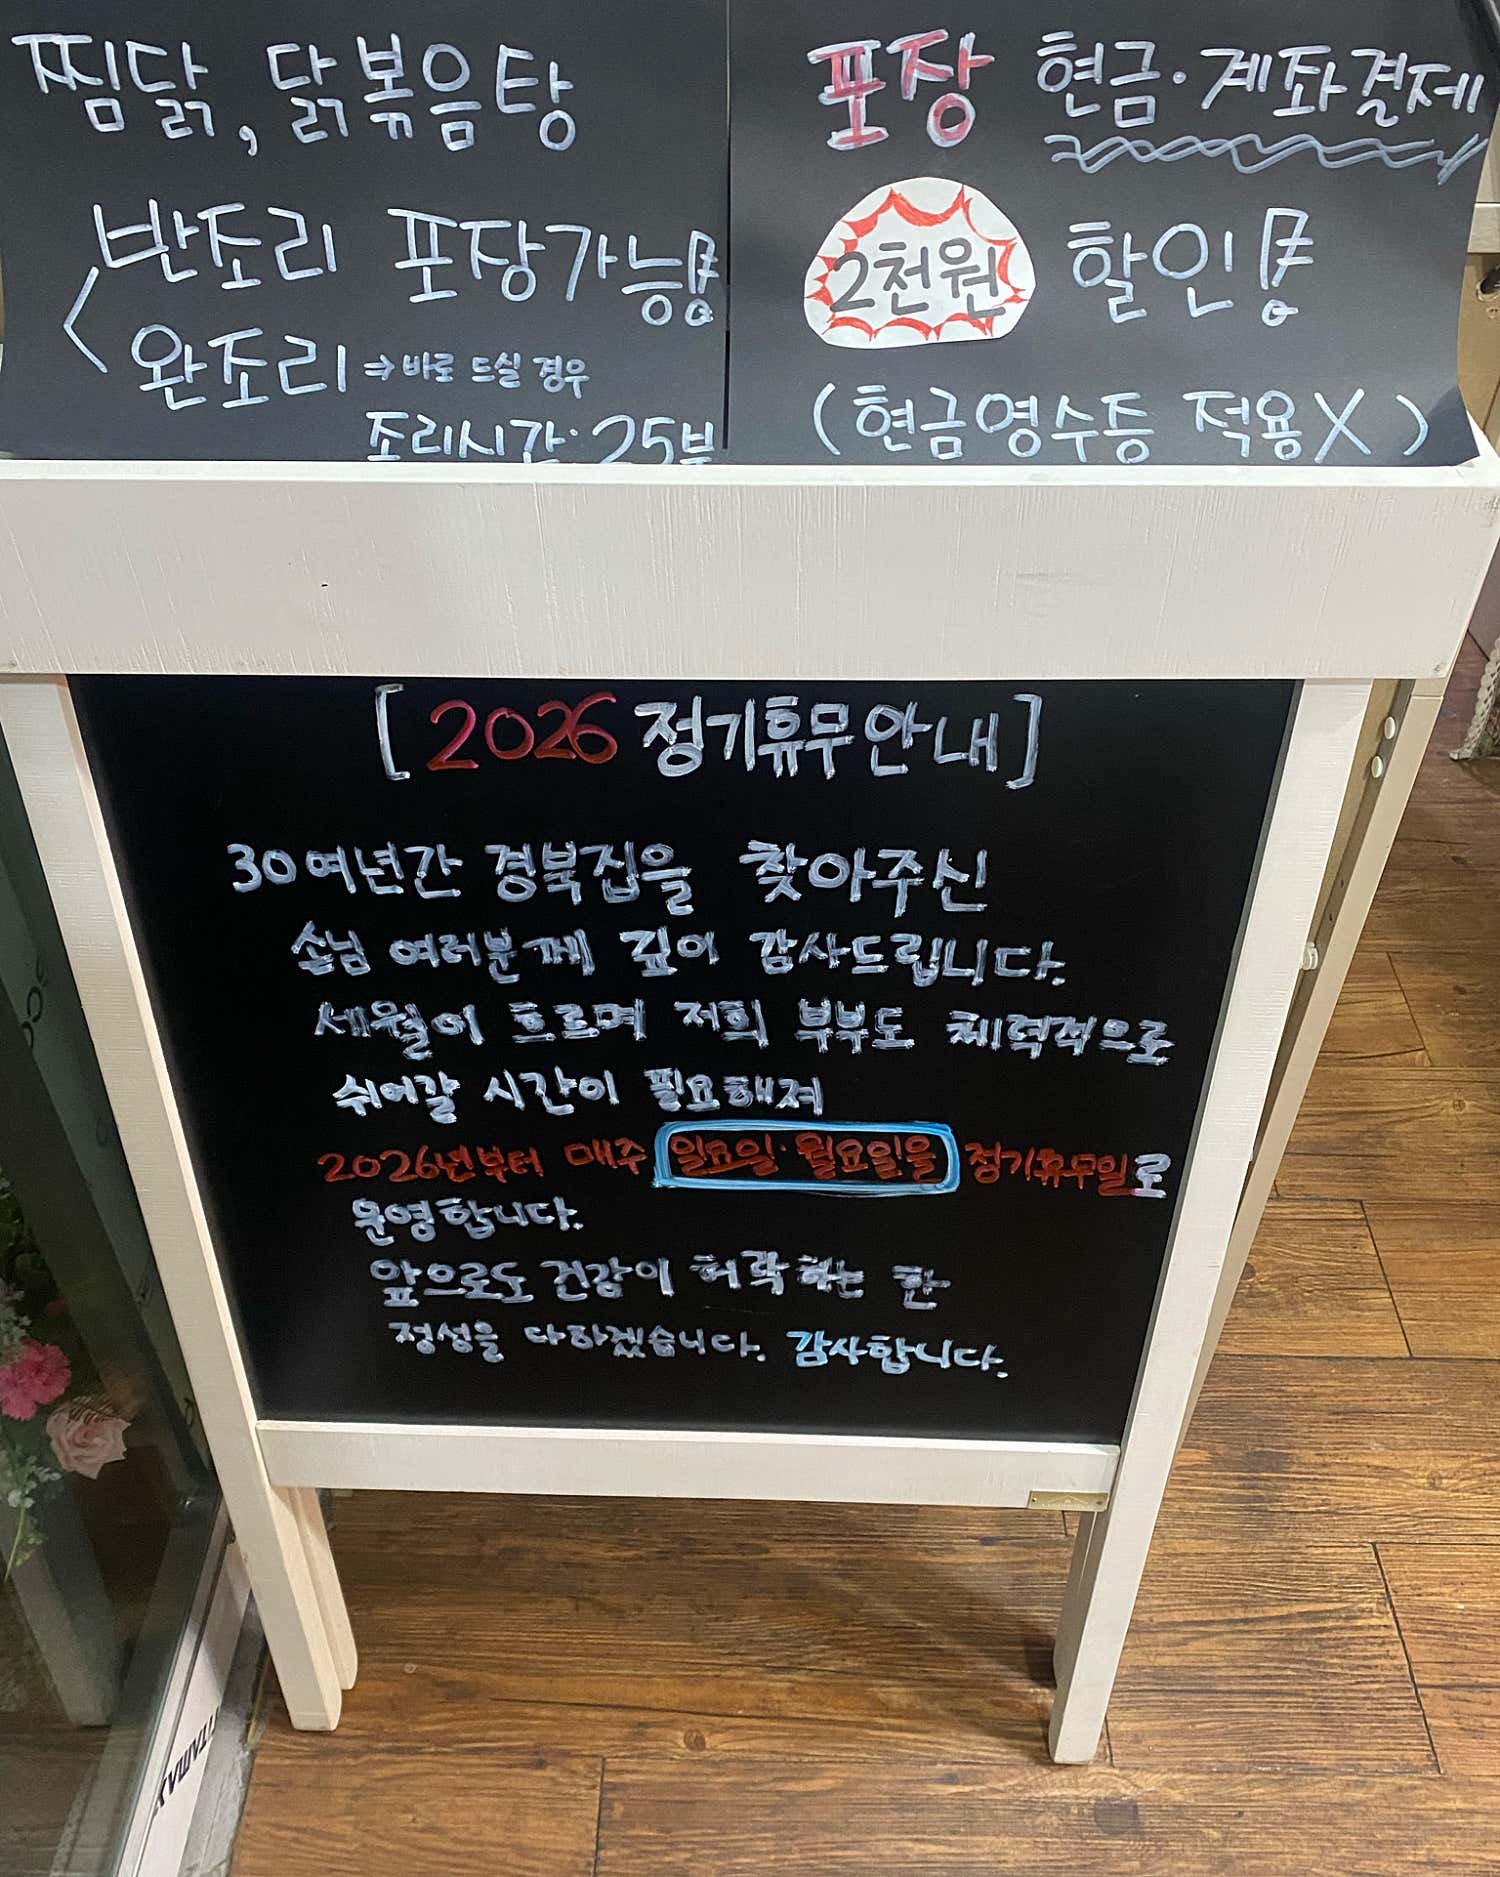 찜닭, 닭볶음탕
반조리 포장가능!
완조리 ⇒ 바로 드실 경우
조리시간 25분
포장 현금·계좌결제
2천원 할인!
(현금영수증 적용X)
[2026 정기휴무안내]
30여년간 경북집을 찾아주신
손님 여러분께 깊이 감사드립니다.
세월이 흐르며 저희 부부도 체력적으로
쉬어갈 시간이 필요해져
2026년부터 매주 일요일·월요일을 정기휴무일로
운영합니다.
앞으로도 건강이 허락하는 한
정성을 다하겠습니다. 감사합니다.